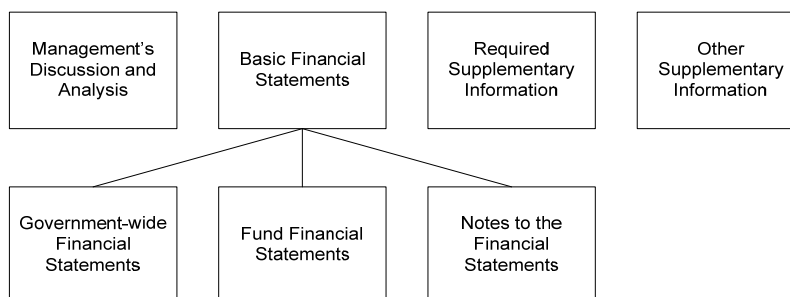 Management's
Discussion and
Analysis
Basic Financial
Statements
Required
Supplementary
Information
Other
Supplementary
Information
Government-wide
Financial
Statements
Fund Financial
Statements
Notes to the
Financial
Statements